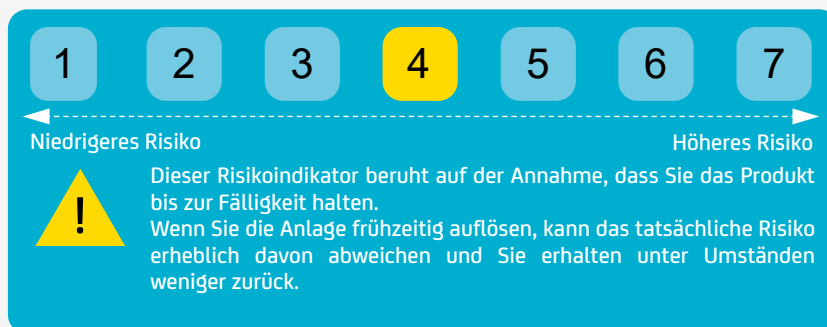 1 2 3 4 5 6 7
Niedrigeres Risiko Höheres Risiko
Dieser Risikoindikator beruht auf der Annahme, dass Sie das Produkt
bis zur Fälligkeit halten.
!
Wenn Sie die Anlage frühzeitig auflösen, kann das tatsächliche Risiko
erheblich davon abweichen und Sie erhalten unter Umständen
weniger zurück.